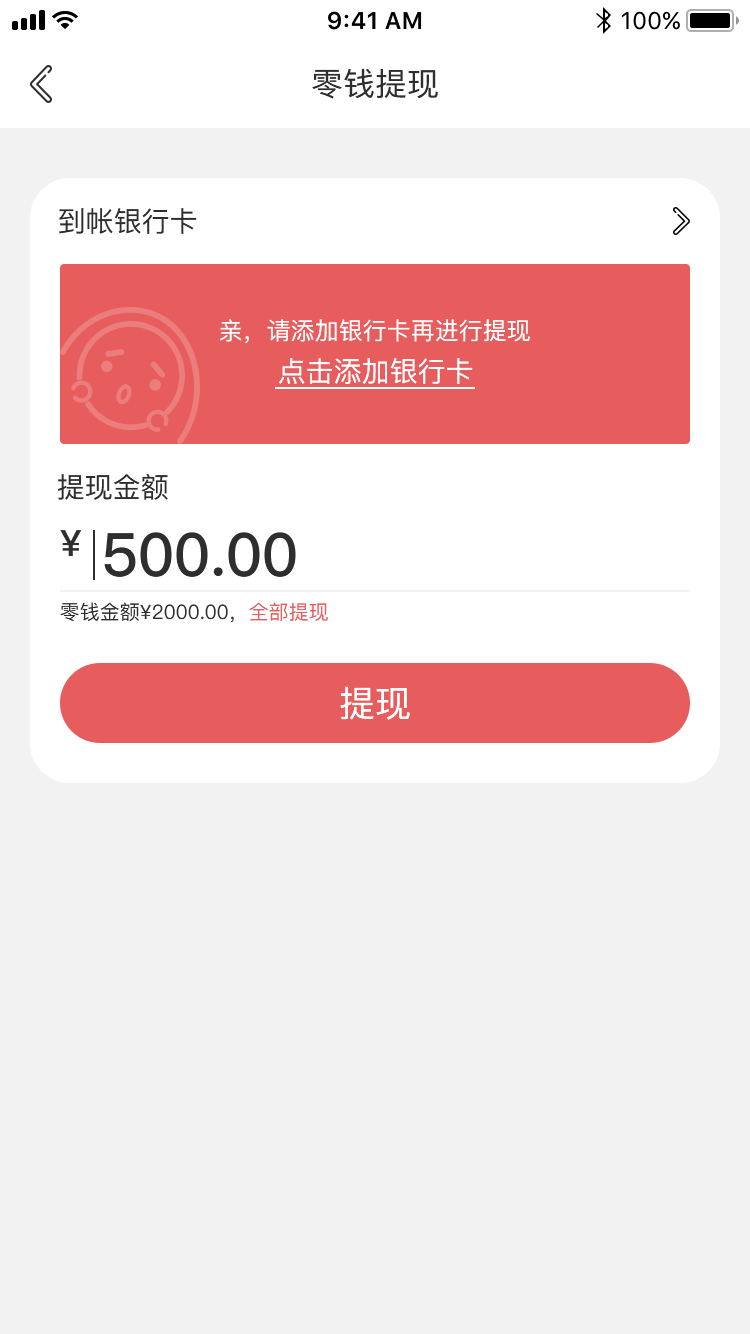 9:41 AM
100%
零钱提现
到帐银行卡
亲，请添加银行卡再进行提现
点击添加银行卡
提现金额
¥ 500.00
零钱金额¥2000.00，全部提现
提现